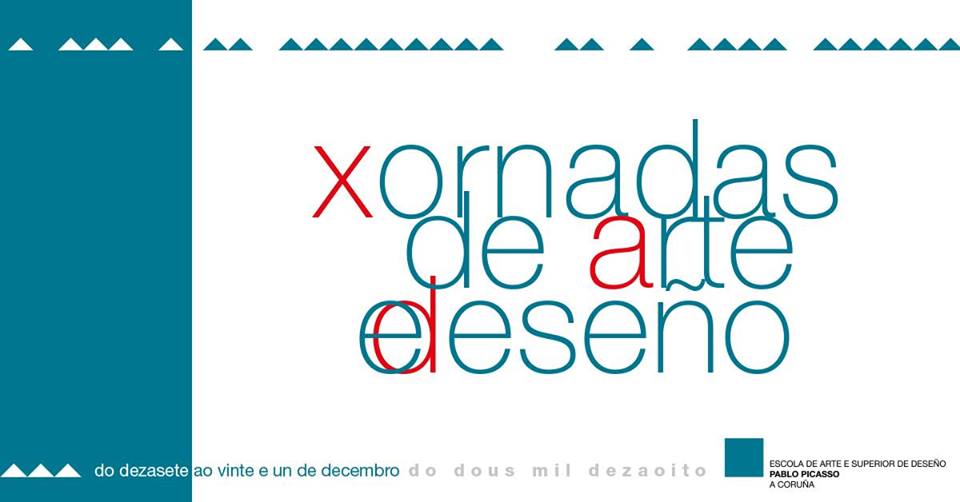 xornadas
de arte
e deseño
do dezasete ao vinte e un de decembro do dous mil dezaoito
ESCOLA DE ARTE E SUPERIOR DE DESEÑO
PABLO PICASSO
A CORUÑA